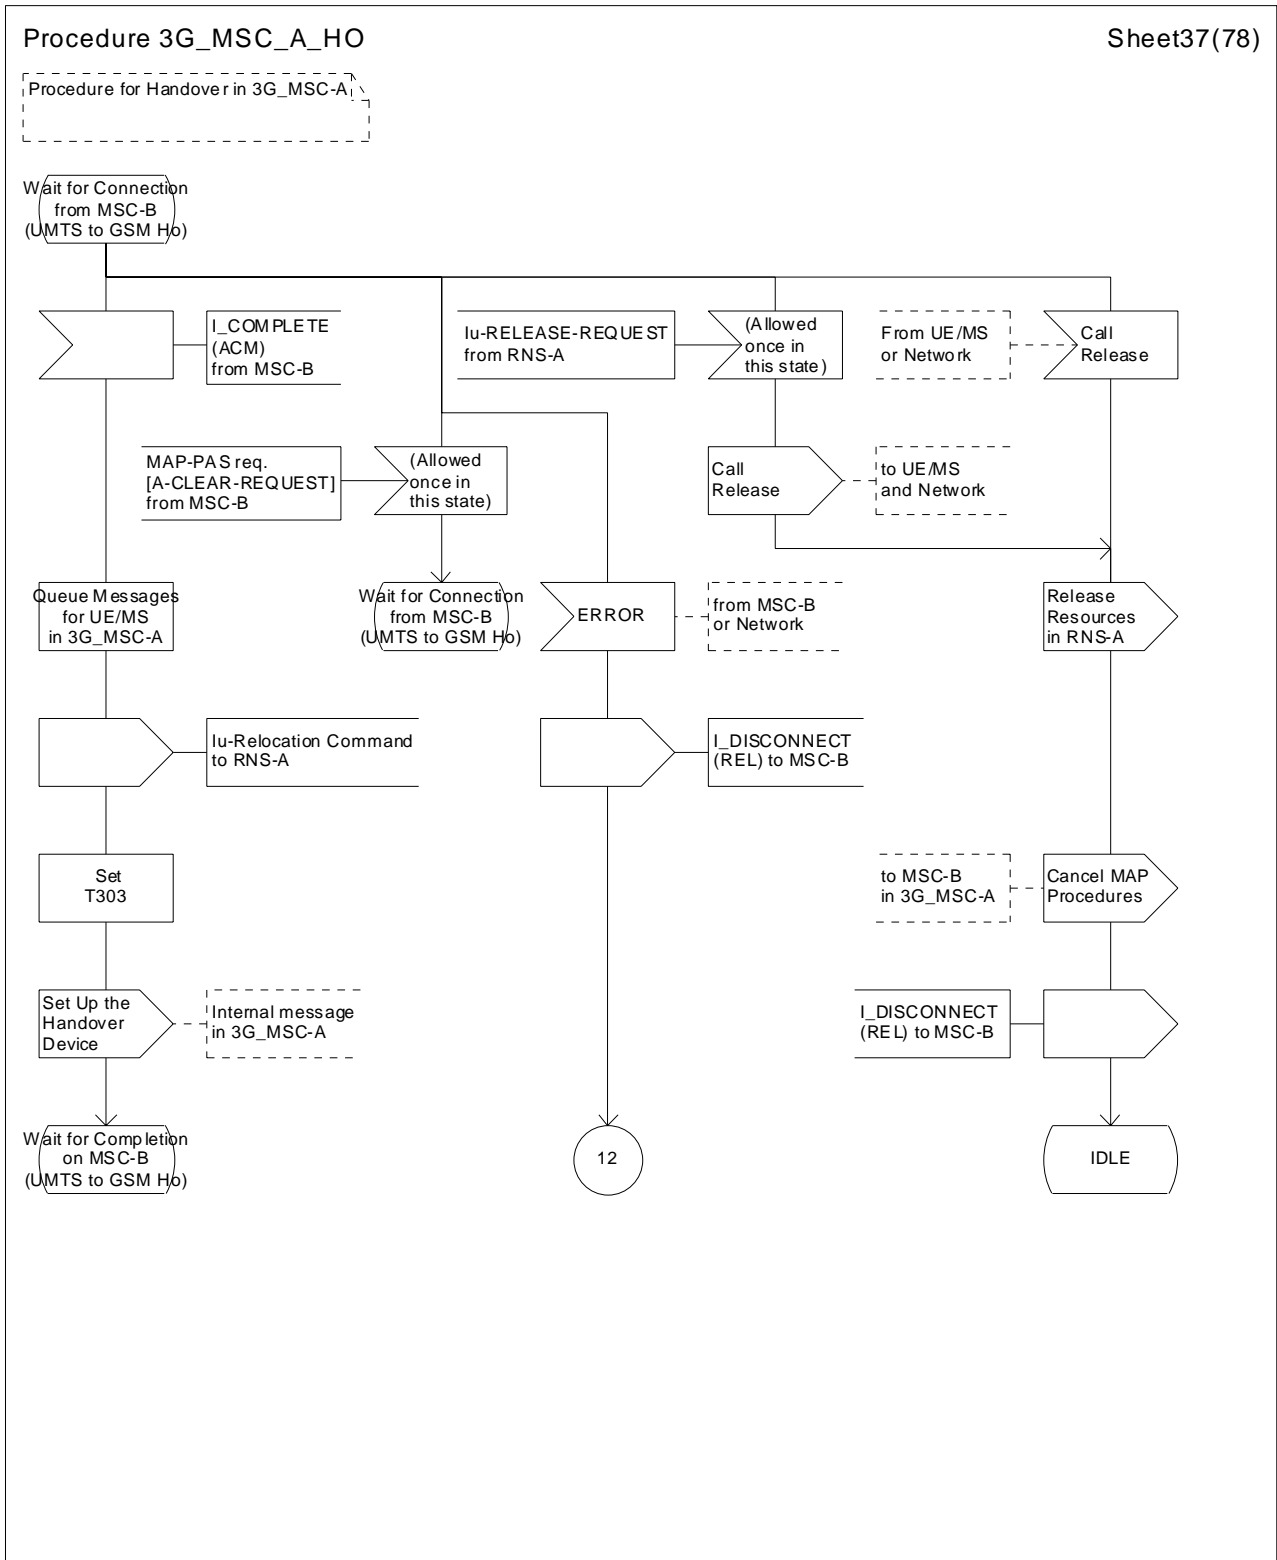 Procedure 3G_MSC_A_HO
Sheet37(78)
Procedure for Handover in 3G_MSC-A
Wait for Connection
from MSC-B
(UMTS to GSM Ho)
I_COMPLETE
(ACM)
from MSC-B
Iu-RELEASE-REQUEST
from RNS-A
(Allowed
once in
this state)
From UE/MS
or Network
Call
Release
MAP-PAS req.
[A-CLEAR-REQUEST]
from MSC-B
(Allowed
once in
this state)
Call
Release
to UE/MS
and Network
Queue Messages
for UE/MS
in 3G_MSC-A
Wait for Connection
from MSC-B
(UMTS to GSM Ho)
ERROR
from MSC-B
or Network
Release
Resources
in RNS-A
Iu-Relocation Command
to RNS-A
I_DISCONNECT
(REL) to MSC-B
Set
T303
to MSC-B
in 3G_MSC-A
Cancel MAP
Procedures
Set Up the
Handover
Device
Internal message
in 3G_MSC-A
I_DISCONNECT
(REL) to MSC-B
Wait for Completion
on MSC-B
(UMTS to GSM Ho)
12
IDLE